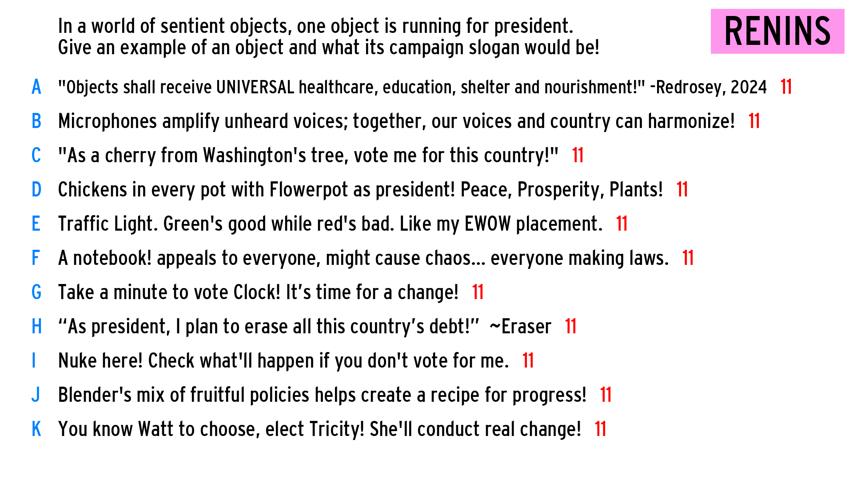 In a world of sentient objects, one object is running for president.
Give an example of an object and what its campaign slogan would be!
RENINS
A "Objects shall receive UNIVERSAL healthcare, education, shelter and nourishment!" -Redrosey, 2024 11
B Microphones amplify unheard voices; together, our voices and country can harmonize! 11
C "As a cherry from Washington's tree, vote me for this country!" 11
D Chickens in every pot with Flowerpot as president! Peace, Prosperity, Plants! 11
E Traffic Light. Green's good while red's bad. Like my EWOW placement. 11
F A notebook! appeals to everyone, might cause chaos... everyone making laws. 11
G Take a minute to vote Clock! It’s time for a change! 11
H “As president, I plan to erase all this country’s debt!” ~Eraser 11
I Nuke here! Check what'll happen if you don't vote for me. 11
J Blender's mix of fruitful policies helps create a recipe for progress! 11
K You know Watt to choose, elect Tricity! She'll conduct real change! 11